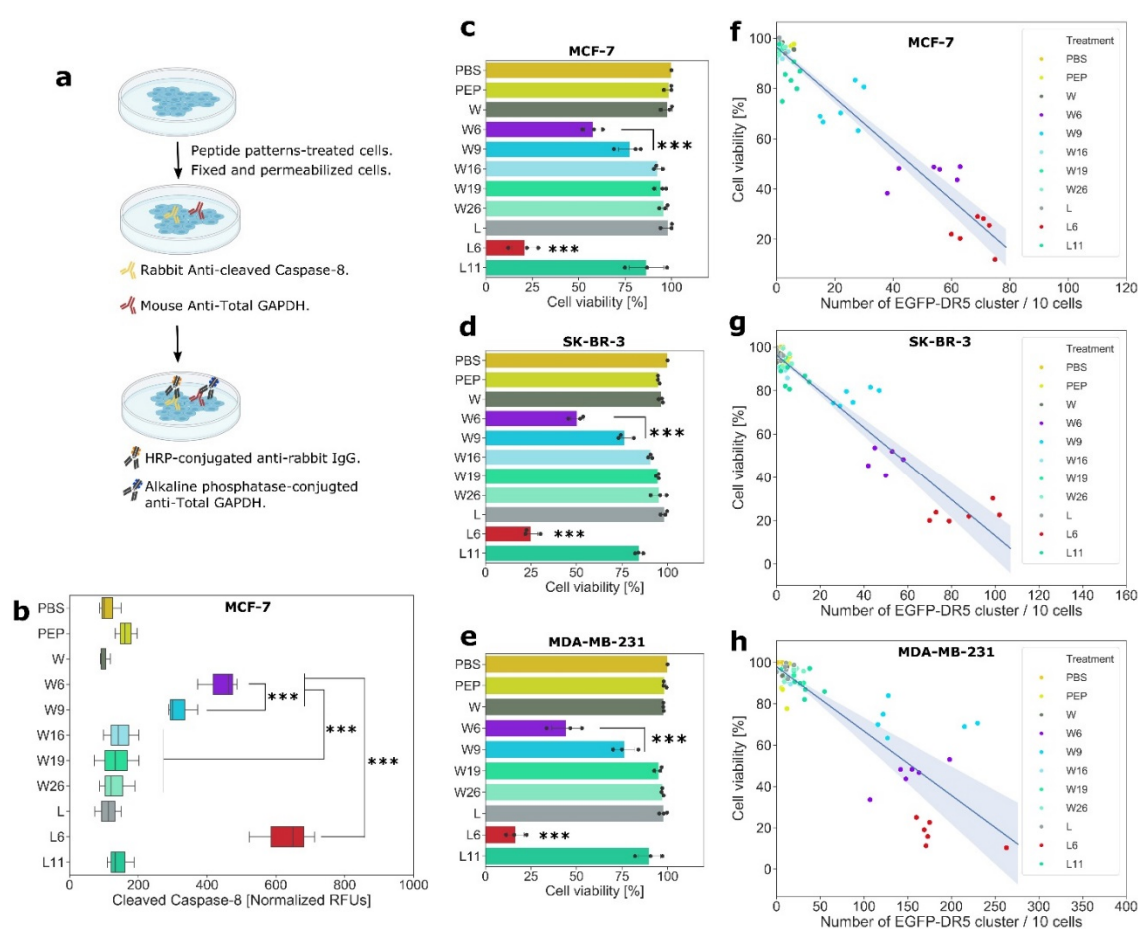 a
Peptide patterns-treated cells.
Fixed and permeabilized cells.
Rabbit Anti-cleaved Caspase-8.
Mouse Anti-Total GAPDH.
HRP-conjugated anti-rabbit IgG.
Alkaline phosphatase-conjugted
anti-Total GAPDH.
b
MCF-7
PBS
PEP
W
W6
W9
W16
W19
W26
L
L6
L11
***
***
***
0 200 400 600 800 1000
Cleaved Caspase-8 [Normalized RFUs]
c
MCF-7
PBS
PEP
W
W6
W9
W16
W19
W26
L
L6
L11
***
***
0 25 50 75 100
Cell viability [%]
d
SK-BR-3
PBS
PEP
W
W6
W9
W16
W19
W26
L
L6
L11
***
***
0 25 50 75 100
Cell viability [%]
e
MDA-MB-231
PBS
PEP
W
W6
W9
W19
W26
L
L6
L11
***
***
0 25 50 75 100
Cell viability [%]
f
MCF-7
Cell viability [%]
100
80
60
40
20
0 20 40 60 80 100 120
Number of EGFP-DR5 cluster / 10 cells
Treatment
PBS
PEP
W
W6
W9
W16
W19
W26
L
L6
L11
g
SK-BR-3
Cell viability [%]
100
80
60
40
20
0
0 20 40 60 80 100 120 140 160
Number of EGFP-DR5 cluster / 10 cells
Treatment
PBS
PEP
W
W6
W9
W16
W19
W26
L
L6
L11
h
MDA-MB-231
Cell viability [%]
100
80
60
40
20
0
0 50 100 150 200 250 300 400
Number of EGFP-DR5 cluster / 10 cells
Treatment
PBS
PEP
W
W6
W9
W16
W19
W26
L
L6
L11